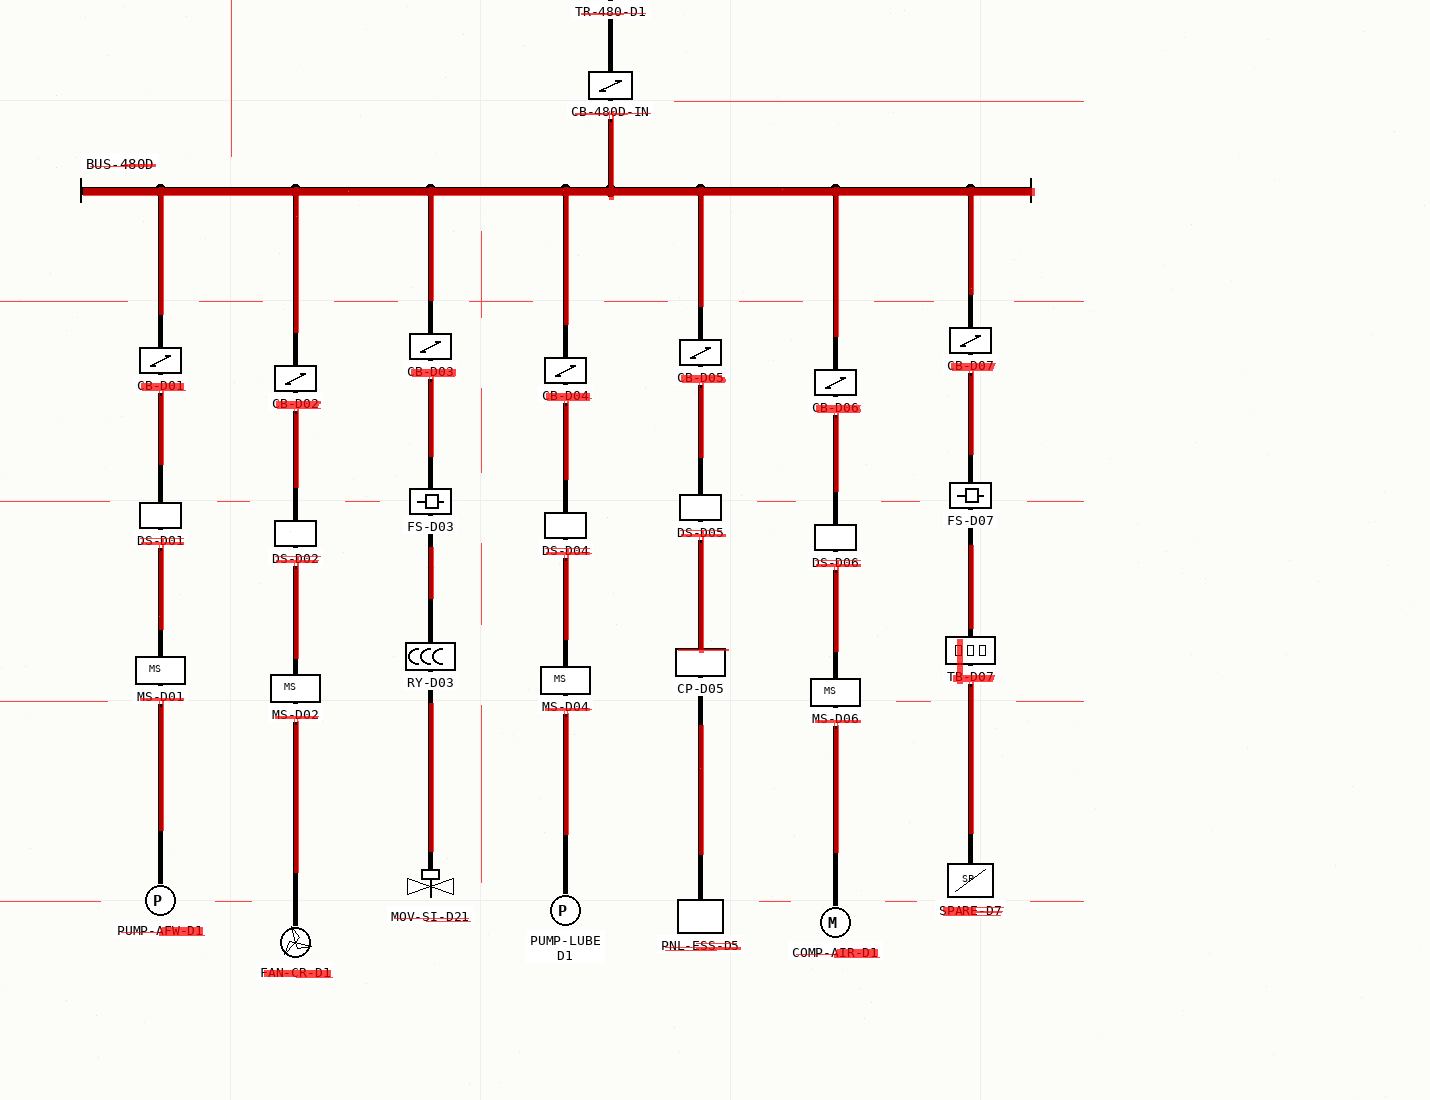 TR-480-D1
CB-480D-IN
BUS-480D
CB-D01
CB-D02
CB-D03
CB-D04
CB-D05
CB-D06
CB-D07
DS-D01
DS-D02
FS-D03
DS-D04
DS-D05
DS-D06
FS-D07
MS
MS-D01
MS
MS-D02
RY-D03
MS
MS-D04
CP-D05
MS
MS-D06
TB-D07
P
PUMP-AFW-D1
FAN-CR-D1
MOV-SI-D21
P
PUMP-LUBE
D1
PNL-ESS-D5
M
COMP-AIR-D1
SP
SPARE-D7